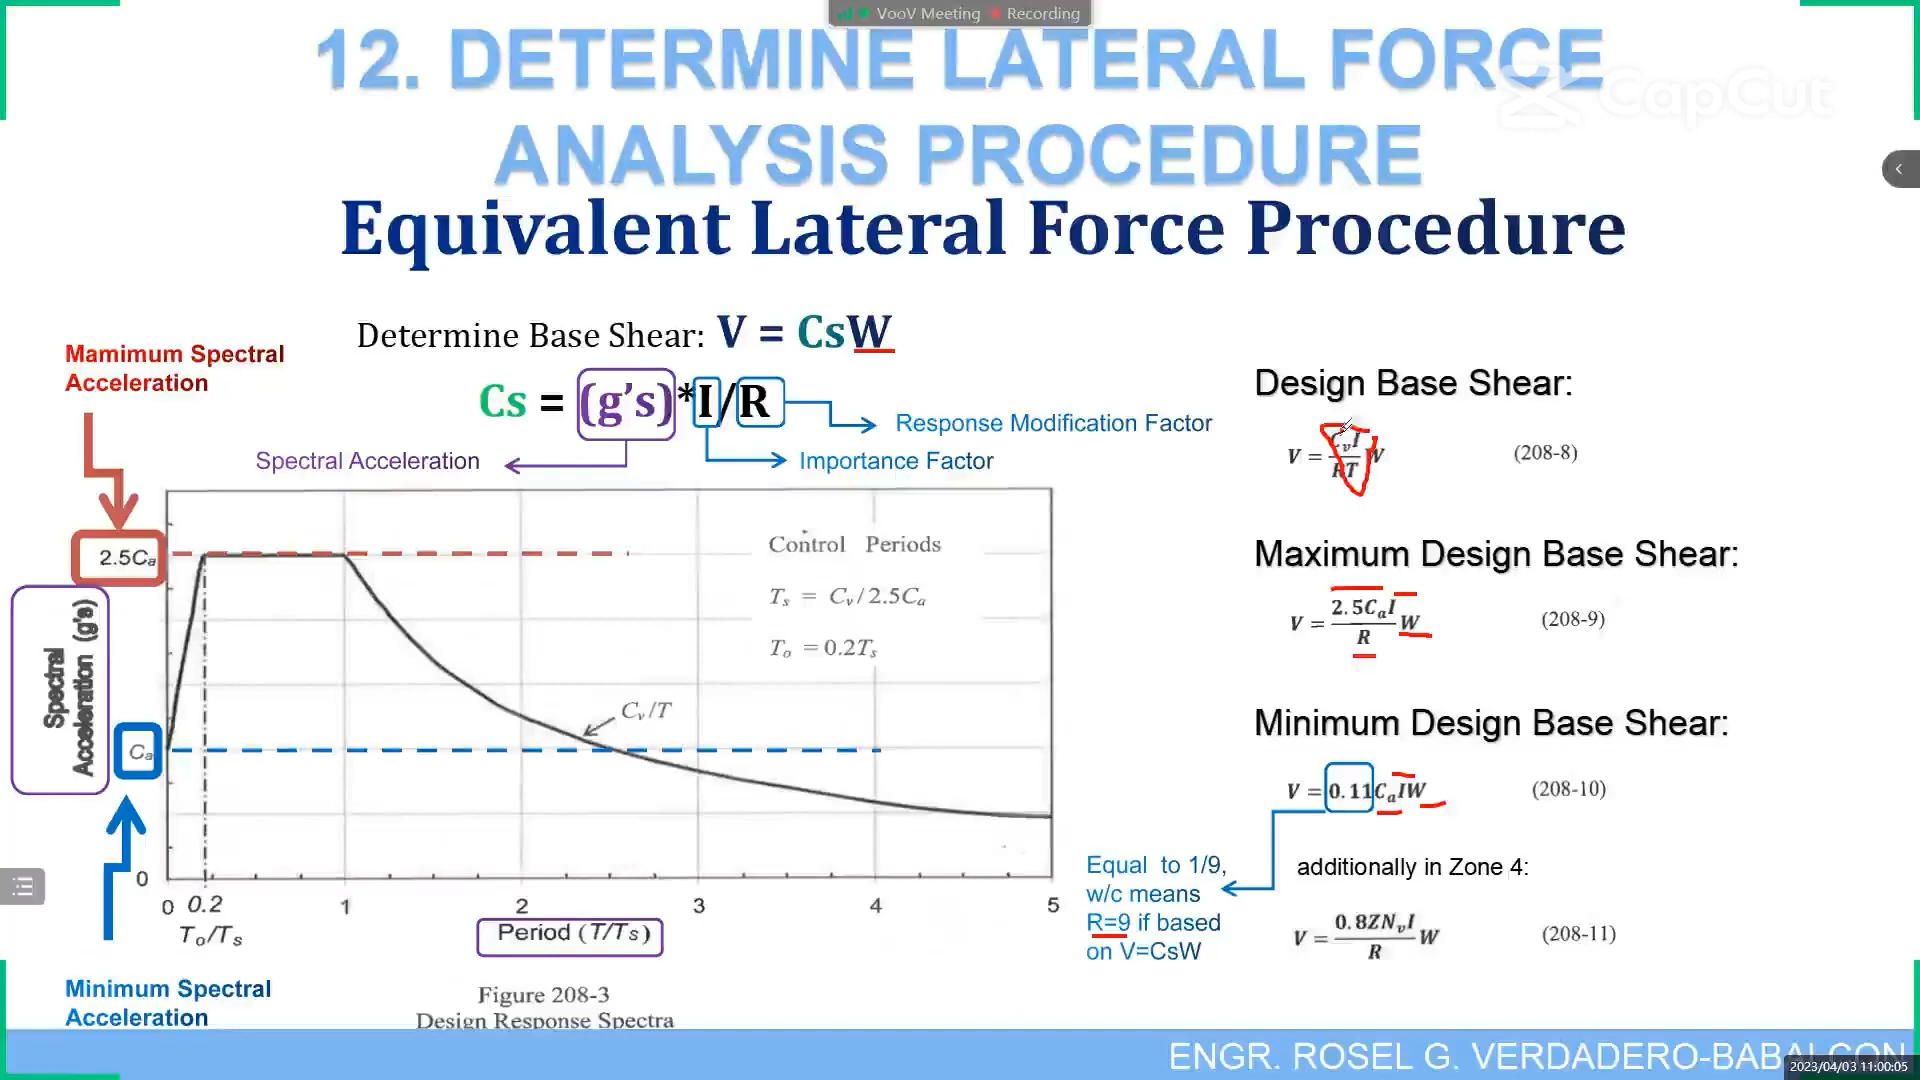 VooV Meeting Recording
12. DETERMINE LATERAL FORCE
ANALYSIS PROCEDURE
CapCut
Equivalent Lateral Force Procedure
Determine Base Shear: V = CsW
Mamimum Spectral
Acceleration
Cs = (g's)*I/R
Response Modification Factor
Spectral Acceleration
Importance Factor
Design Base Shear:
V = CvI/RT W (208-8)
2.5Ca
Control Periods
Ts = Cv/2.5Ca
To = 0.2Ts
Maximum Design Base Shear:
V = 2.5CaI/R W (208-9)
Spectral
Acceleration (g's)
Cv/T
Ca
Minimum Design Base Shear:
V = 0.11CaIW (208-10)
0
0 0.2 1 2 3 4 5
To/Ts
Period (T/Ts)
Equal to 1/9,
w/c means
R=9 if based
on V=CsW
additionally in Zone 4:
V = 0.8ZNvI/R W (208-11)
Minimum Spectral
Acceleration
Figure 208-3
Design Response Spectra
ENGR. ROSEL G. VERDADERO-BABALCON
2023/04/03 11:00:05